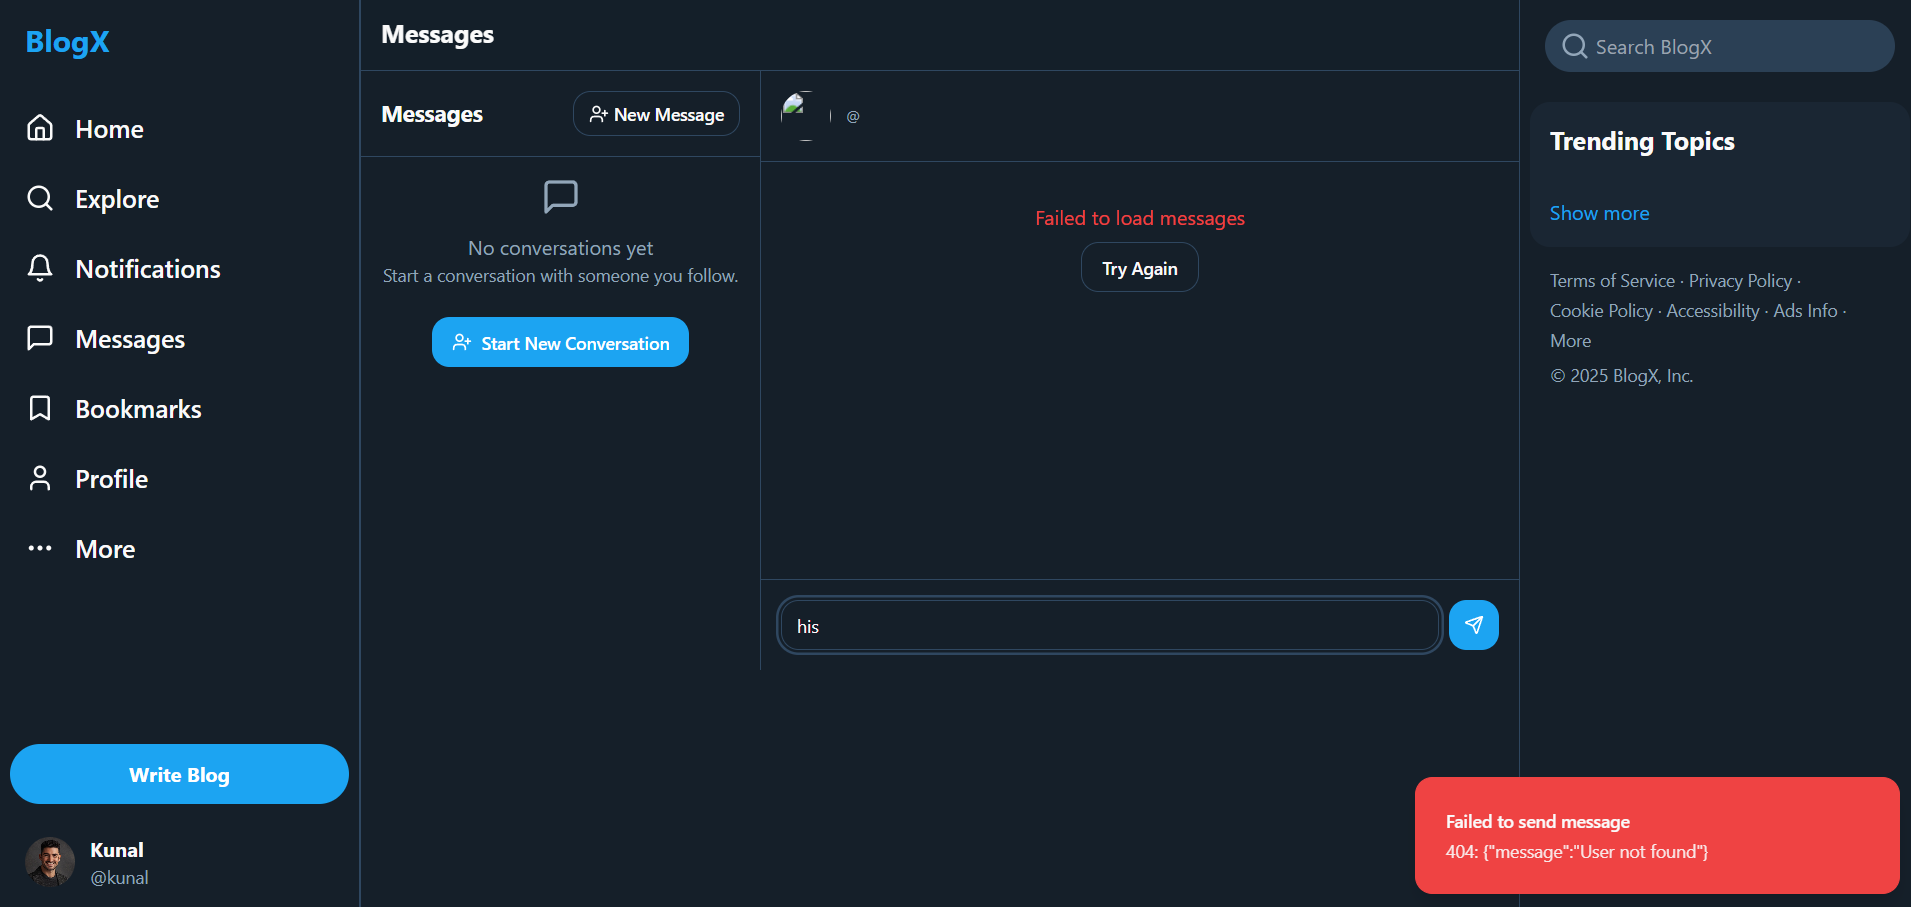 BlogX
Home
Explore
Notifications
Messages
Bookmarks
Profile
More
Write Blog
Kunal
@kunal
Messages
Messages
New Message
No conversations yet
Start a conversation with someone you follow.
Start New Conversation
@
Failed to load messages
Try Again
his
Search BlogX
Trending Topics
Show more
Terms of Service · Privacy Policy ·
Cookie Policy · Accessibility · Ads Info ·
More
© 2025 BlogX, Inc.
Failed to send message
404: {"message":"User not found"}